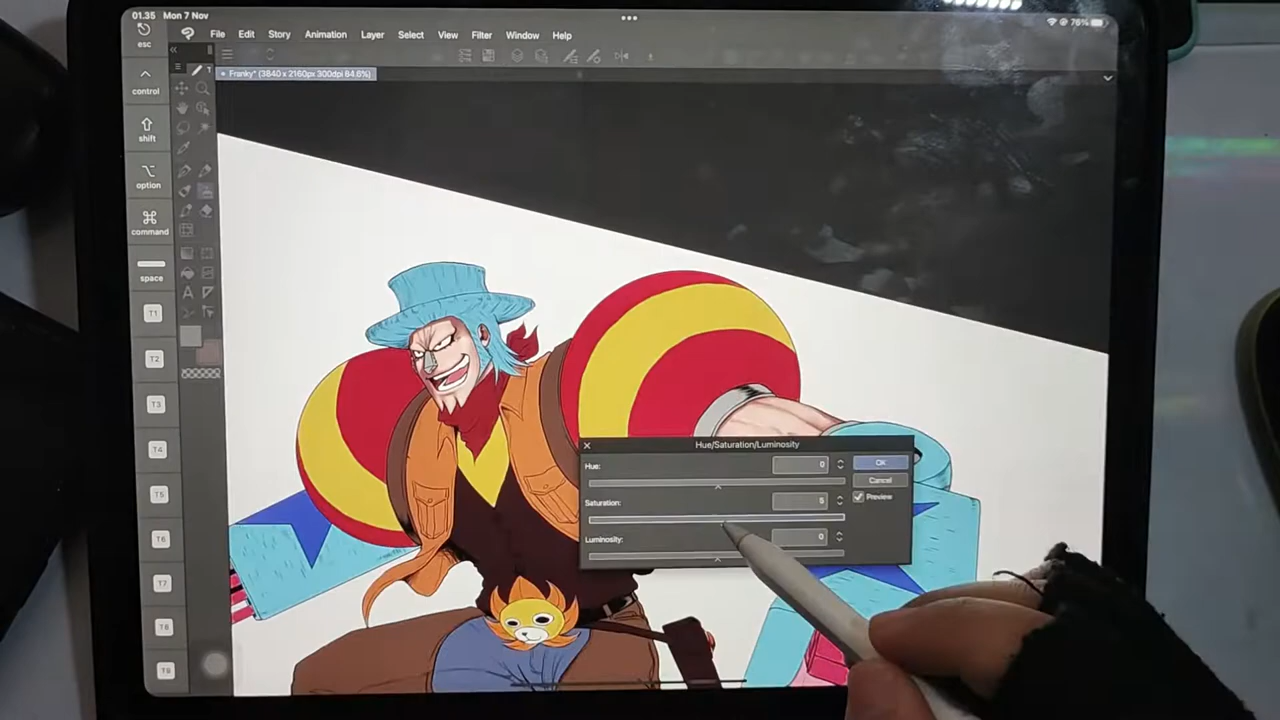 01.35 Mon 7 Nov
76%
esc
File Edit Story Animation Layer Select View Filter Window Help
Franky* (3840 x 2160px 300dpi 84.6%)
control
shift
option
command
space
T1
T2
T3
T4
T5
T6
T7
T8
T9
A
Hue/Saturation/Luminosity
Hue: 0
OK
Cancel
Saturation: 5
Preview
Luminosity: 0